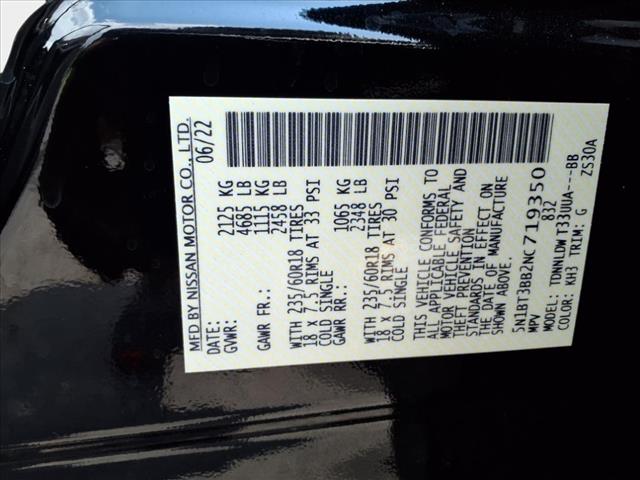 MFD BY NISSAN MOTOR CO., LTD.
DATE: 06/22
GVWR: 2125 KG
4685 LB
GAWR FR.: 1115 KG
2458 LB
WITH 235/60R18 TIRES
18 X 7.5 RIMS AT 33 PSI
COLD SINGLE
GAWR RR.: 1065 KG
2348 LB
WITH 235/60R18 TIRES
18 X 7.5 RIMS AT 30 PSI
COLD SINGLE
THIS VEHICLE CONFORMS TO
ALL APPLICABLE FEDERAL
MOTOR VEHICLE SAFETY AND
THEFT PREVENTION
STANDARDS IN EFFECT ON
THE DATE OF MANUFACTURE
SHOWN ABOVE.
5N1BT3BB2NC719350
MPV 832
MODEL: TDNNLDWT33UUA---BB
COLOR: KH3 TRIM: G ZS30A